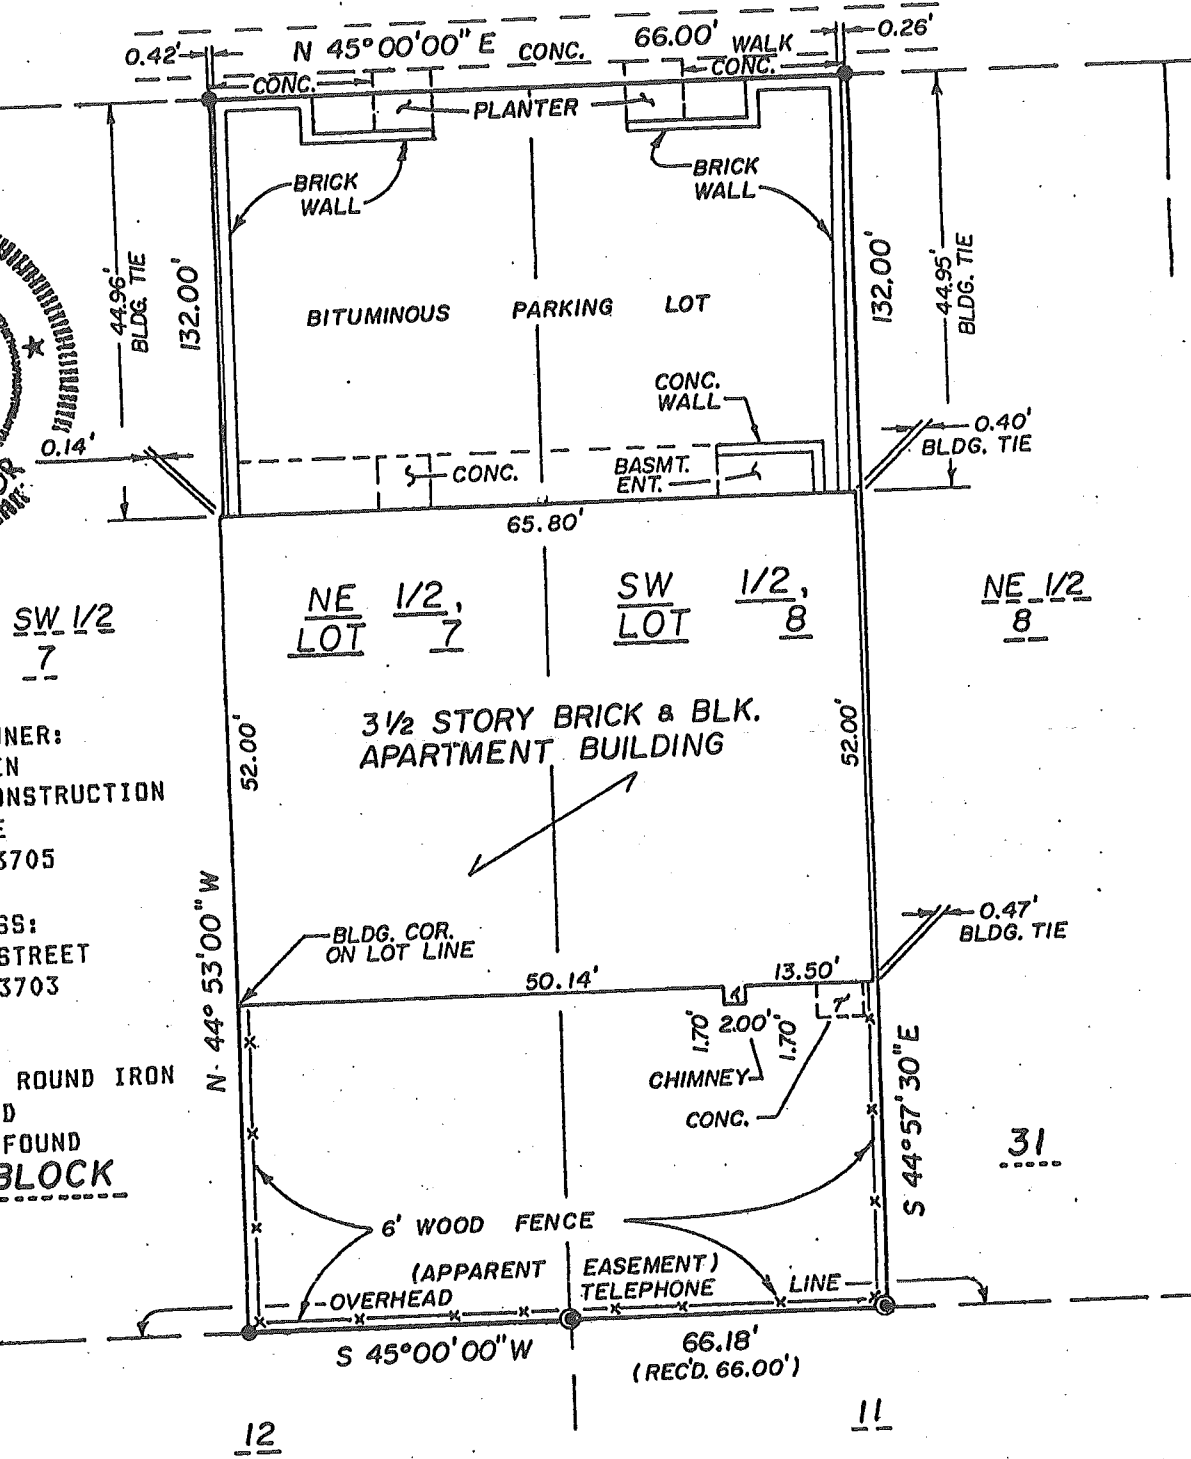 0.42'
N 45°00'00" E
CONC.
66.00'
WALK
0.26'
CONC.
CONC.
PLANTER
BRICK
WALL
BRICK
WALL
44.96'
BLDG. TIE
132.00'
132.00'
44.95'
BLDG. TIE
BITUMINOUS PARKING LOT
CONC.
WALL
0.14'
0.40'
BLDG. TIE
CONC.
BASMT.
ENT.
65.80'
SW 1/2
7
NE 1/2,
LOT 7
SW 1/2,
LOT 8
NE 1/2
8
3 1/2 STORY BRICK & BLK.
APARTMENT BUILDING
52.00'
52.00'
NER:
EN
ONSTRUCTION
E
3705
SS:
STREET
3703
N 44° 53' 00" W
BLDG. COR.
ON LOT LINE
0.47'
BLDG. TIE
50.14'
13.50'
1.70'
2.00'
1.70'
CHIMNEY
CONC.
S 44° 57' 30" E
ROUND IRON
D
FOUND
BLOCK
31
6' WOOD FENCE
(APPARENT EASEMENT)
OVERHEAD TELEPHONE LINE
S 45°00'00" W
66.18'
(REC'D. 66.00')
12
11